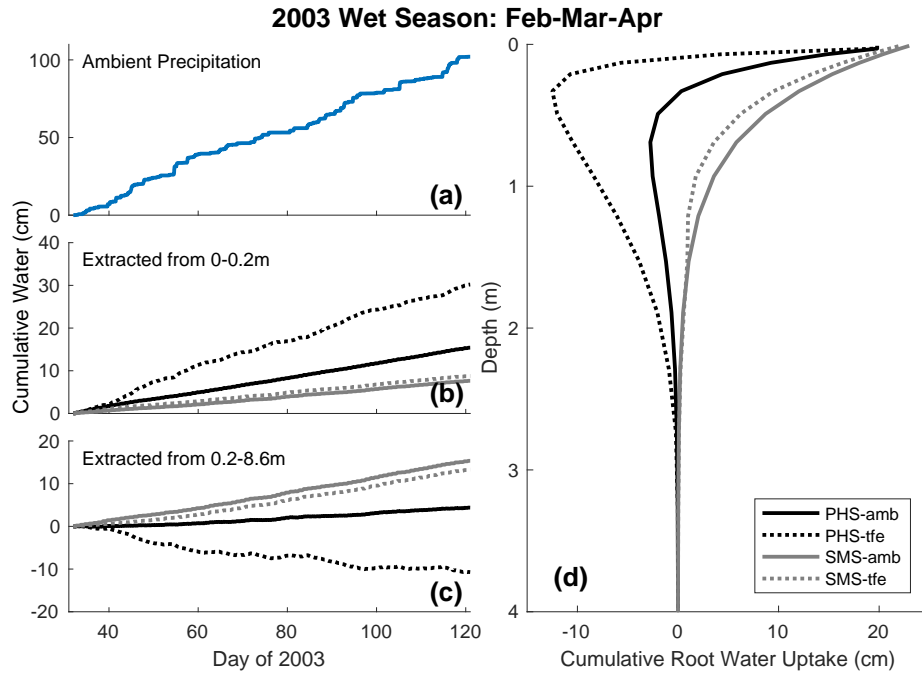 2003 Wet Season: Feb-Mar-Apr
Ambient Precipitation
100
50
0
(a)
Cumulative Water (cm)
Extracted from 0-0.2m
40
30
20
10
0
(b)
Extracted from 0.2-8.6m
20
10
0
-10
-20
(c)
40
60
80
100
120
Day of 2003
0
1
2
3
4
Depth (m)
PHS-amb
PHS-tfe
SMS-amb
SMS-tfe
(d)
-10
0
10
20
Cumulative Root Water Uptake (cm)